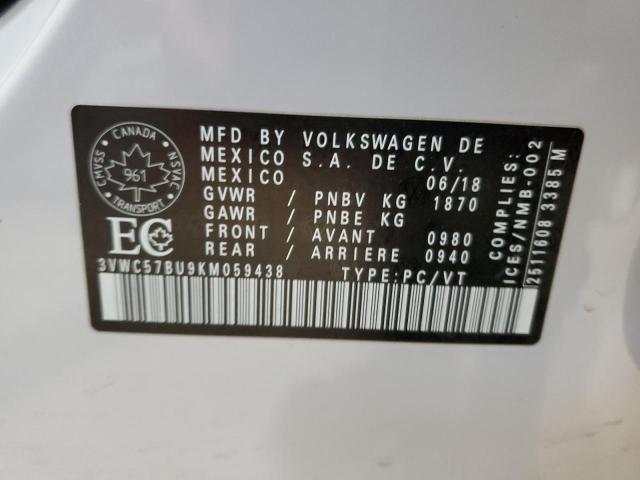 CANADA
CMVSS
NSVAC
961
TRANSPORT
EC
MFD BY VOLKSWAGEN DE
MEXICO S.A. DE C.V.
MEXICO 06/18
GVWR / PNBV KG 1870
GAWR / PNBE KG
FRONT / AVANT 0980
REAR / ARRIERE 0940
3VWC57BU9KM059438 TYPE:PC/VT
COMPLIES:
ICES/NMB-002
2511608 3385 M